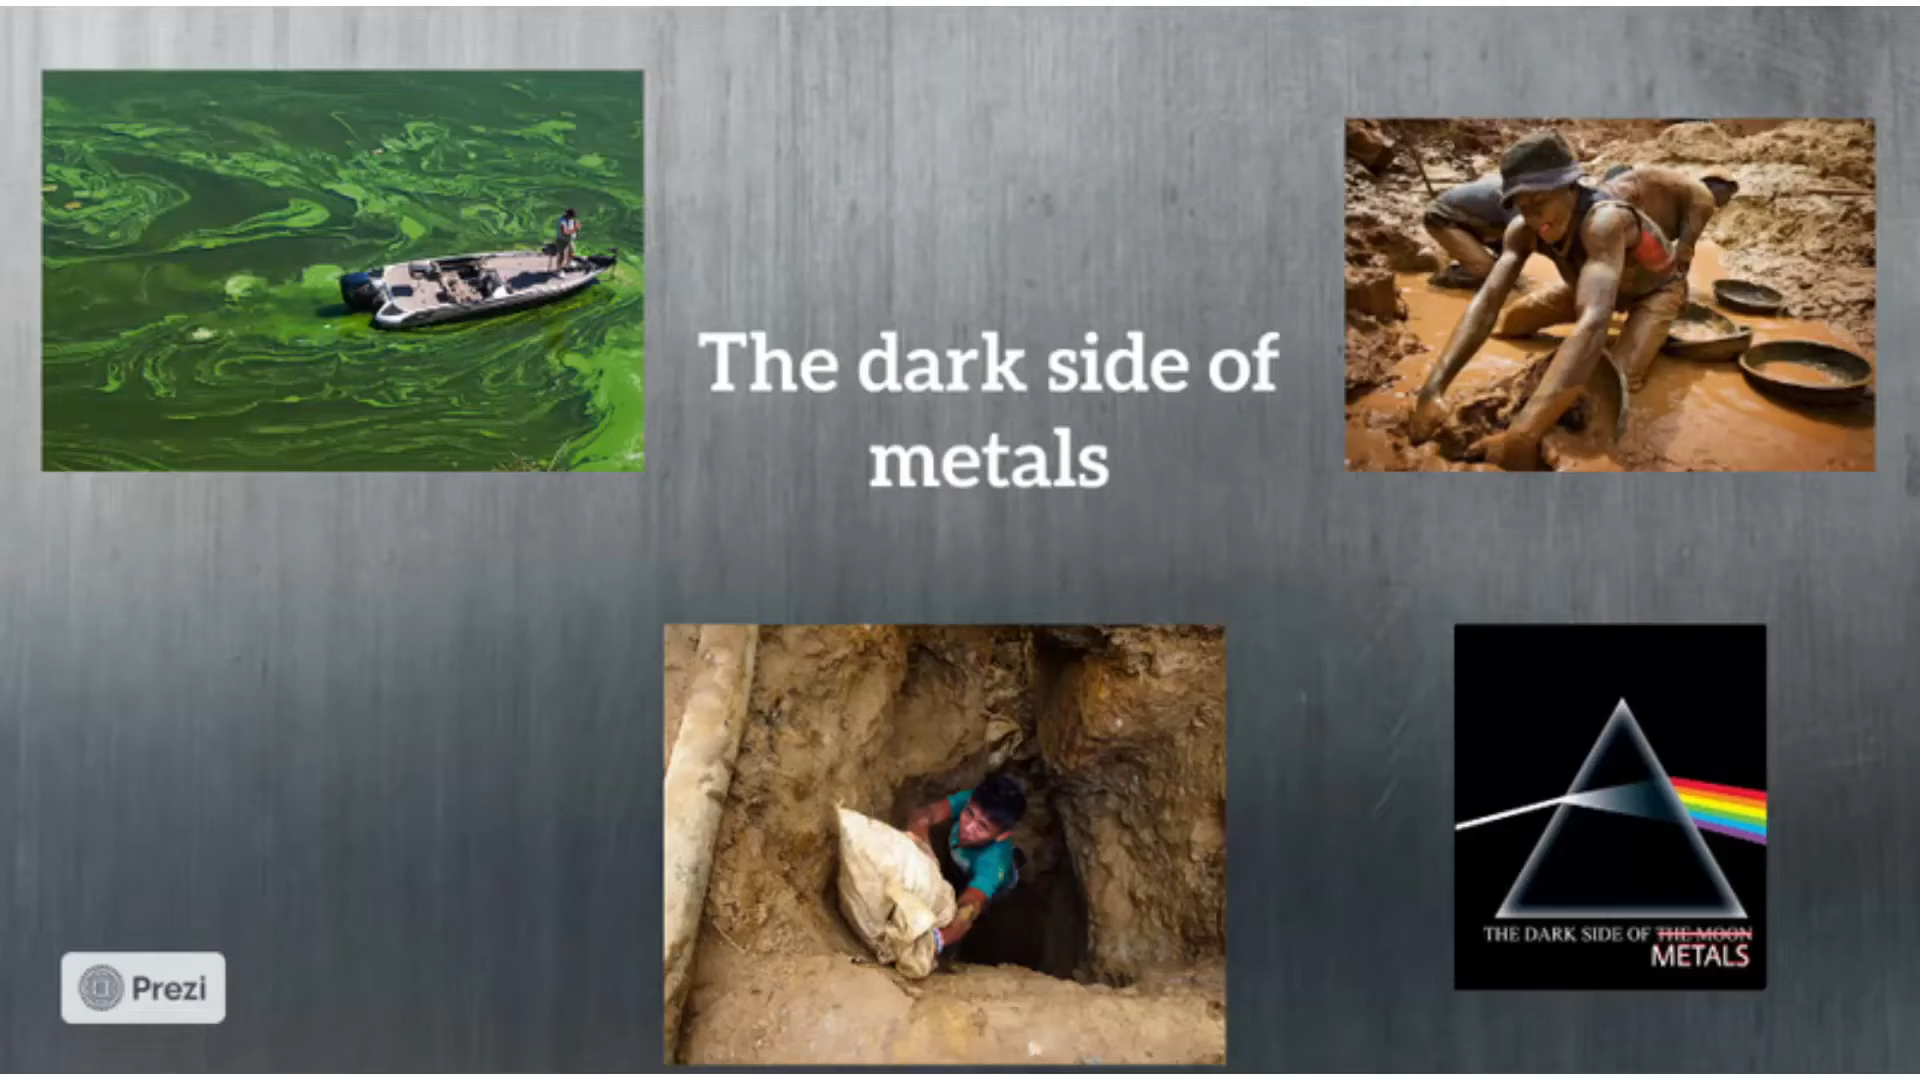 The dark side of
metals
THE DARK SIDE OF THE MOON
METALS
Prezi